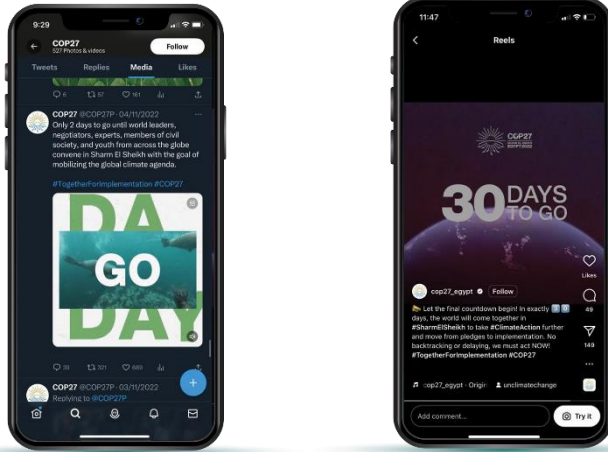 9:29
COP27
527 Photos & videos
Follow
Tweets Replies Media Likes
6 57 161
COP27 @COP27P · 04/11/2022
Only 2 days to go until world leaders,
negotiators, experts, members of civil
society, and youth from across the globe
convene in Sharm El Sheikh with the goal of
mobilizing the global climate agenda.
#TogetherForImplementation #COP27
DA
GO
DAY
39 321 680
COP27 @COP27P · 03/11/2022
Replying to @COP27P
11:47
Reels
COP27
30 DAYS
TO GO
Likes
cop27_egypt Follow
49
Let the final countdown begin! In exactly 3 0
days, the world will come together in
#SharmElSheikh to take #ClimateAction further
and move from pledges to implementation. No
backtracking or delaying, we must act NOW!
#TogetherForImplementation #COP27
149
cop27_egypt · Origin unclimatechange
Add comment...
Try it